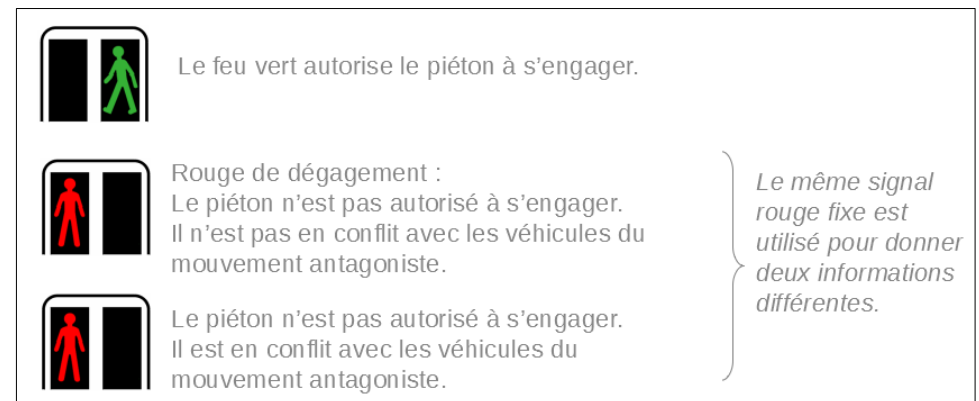 Le feu vert autorise le piéton à s’engager.
Rouge de dégagement :
Le piéton n’est pas autorisé à s’engager.
Il n’est pas en conflit avec les véhicules du
mouvement antagoniste.
Le piéton n’est pas autorisé à s’engager.
Il est en conflit avec les véhicules du
mouvement antagoniste.
Le même signal
rouge fixe est
utilisé pour donner
deux informations
différentes.